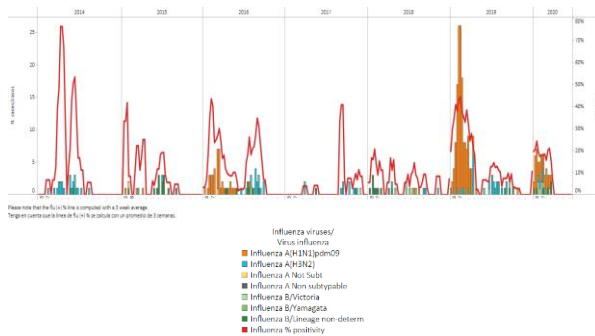 2014 2015 2016 2017 2018 2019 2020
25 80%
70%
20 60%
50%
15
40%
10 30%
20%
5
10%
0 0%
Please note that the flu (+) % line is computed with a 3 week average.
Tenga en cuenta que la línea de flu (+) % se calcula con un promedio de 3 semanas.
Influenza viruses/
Virus influenza
Influenza A(H1N1)pdm09
Influenza A(H3N2)
Influenza A Not Subt
Influenza A Non subtypable
Influenza B/Victoria
Influenza B/Yamagata
Influenza B/Lineage non-determ
Influenza % positivity